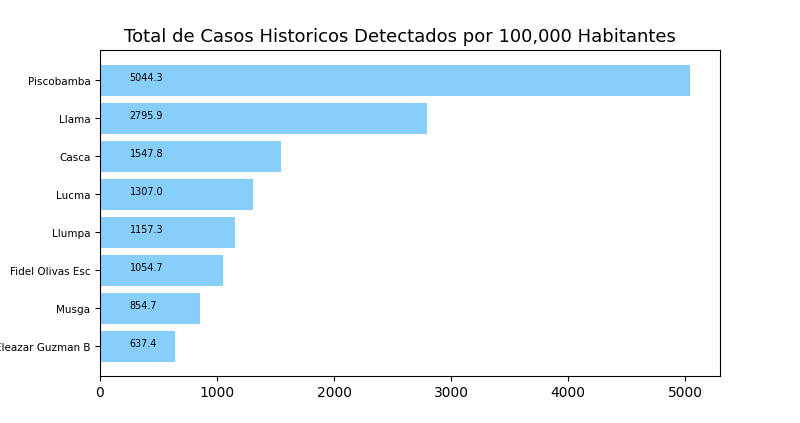 Total de Casos Historicos Detectados por 100,000 Habitantes
Piscobamba 5044.3
Llama 2795.9
Casca 1547.8
Lucma 1307.0
Llumpa 1157.3
Fidel Olivas Esc 1054.7
Musga 854.7
Eleazar Guzman B 637.4
0 1000 2000 3000 4000 5000